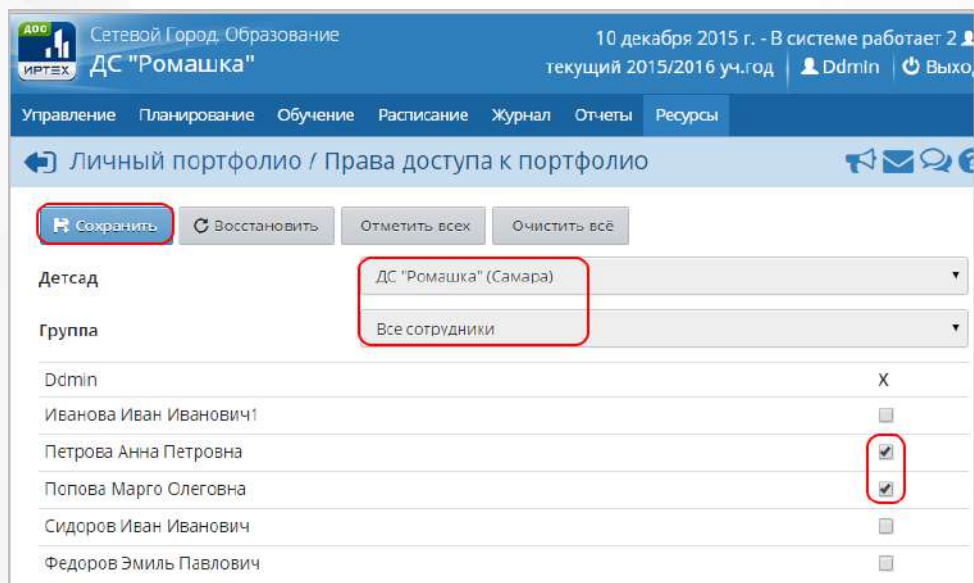 ДОО
ИРТЕХ
Сетевой Город. Образование
ДС "Ромашка"
10 декабря 2015 г. - В системе работает 2
текущий 2015/2016 уч.год Ddmin Выхо
Управление Планирование Обучение Расписание Журнал Отчеты Ресурсы
Личный портфолио / Права доступа к портфолио
Сохранить Восстановить Отметить всех Очистить всё
Детсад ДС "Ромашка" (Самара)
Группа Все сотрудники
Ddmin X
Иванова Иван Иванович1
Петрова Анна Петровна
Попова Марго Олеговна
Сидоров Иван Иванович
Федоров Эмиль Павлович